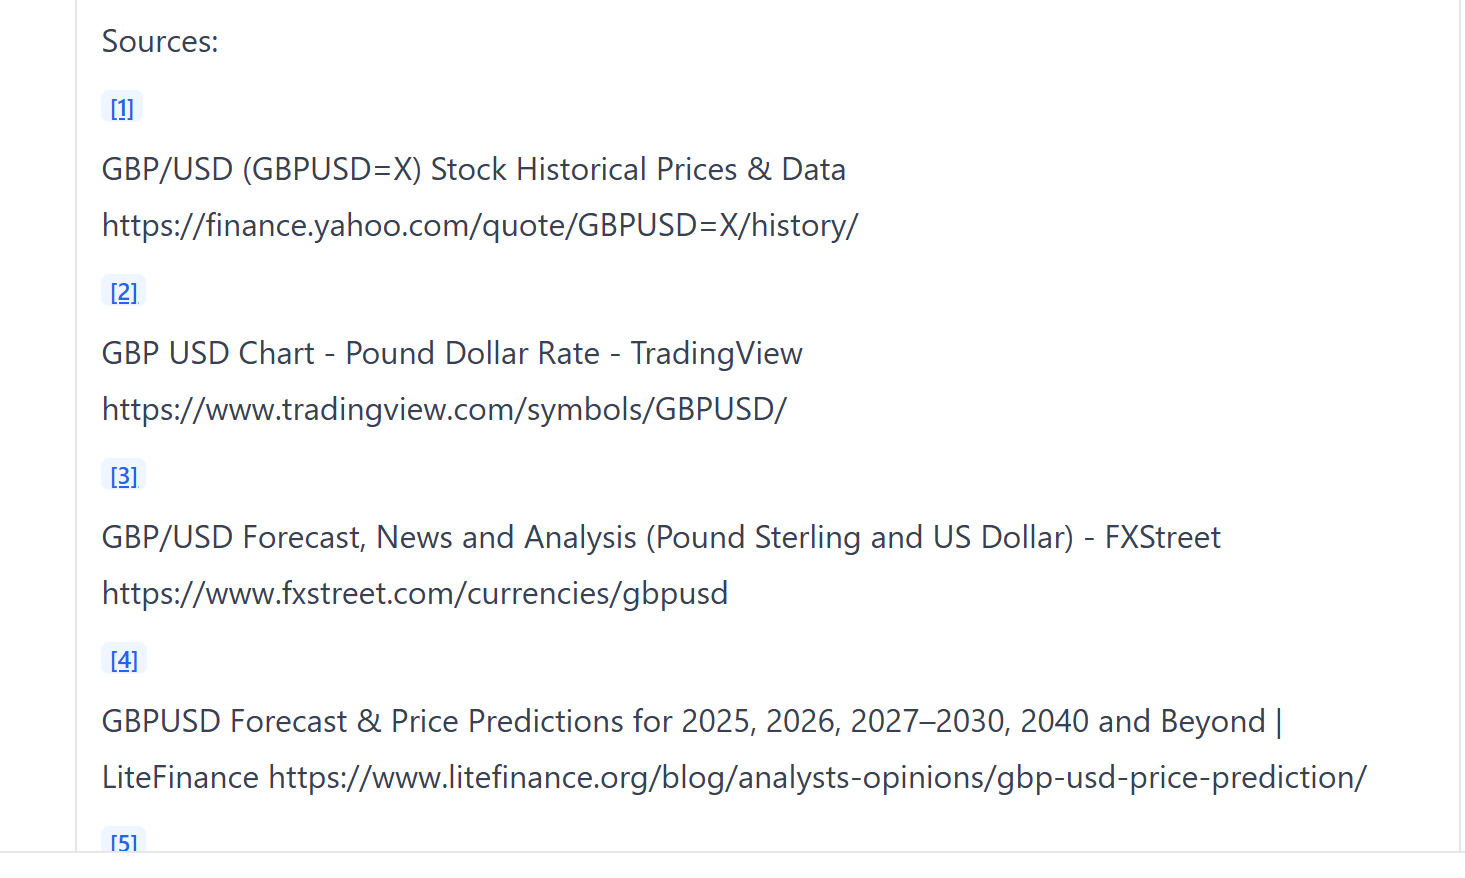 Sources:
[1]
GBP/USD (GBPUSD=X) Stock Historical Prices & Data
https://finance.yahoo.com/quote/GBPUSD=X/history/
[2]
GBP USD Chart - Pound Dollar Rate - TradingView
https://www.tradingview.com/symbols/GBPUSD/
[3]
GBP/USD Forecast, News and Analysis (Pound Sterling and US Dollar) - FXStreet
https://www.fxstreet.com/currencies/gbpusd
[4]
GBPUSD Forecast & Price Predictions for 2025, 2026, 2027–2030, 2040 and Beyond |
LiteFinance https://www.litefinance.org/blog/analysts-opinions/gbp-usd-price-prediction/
[5]